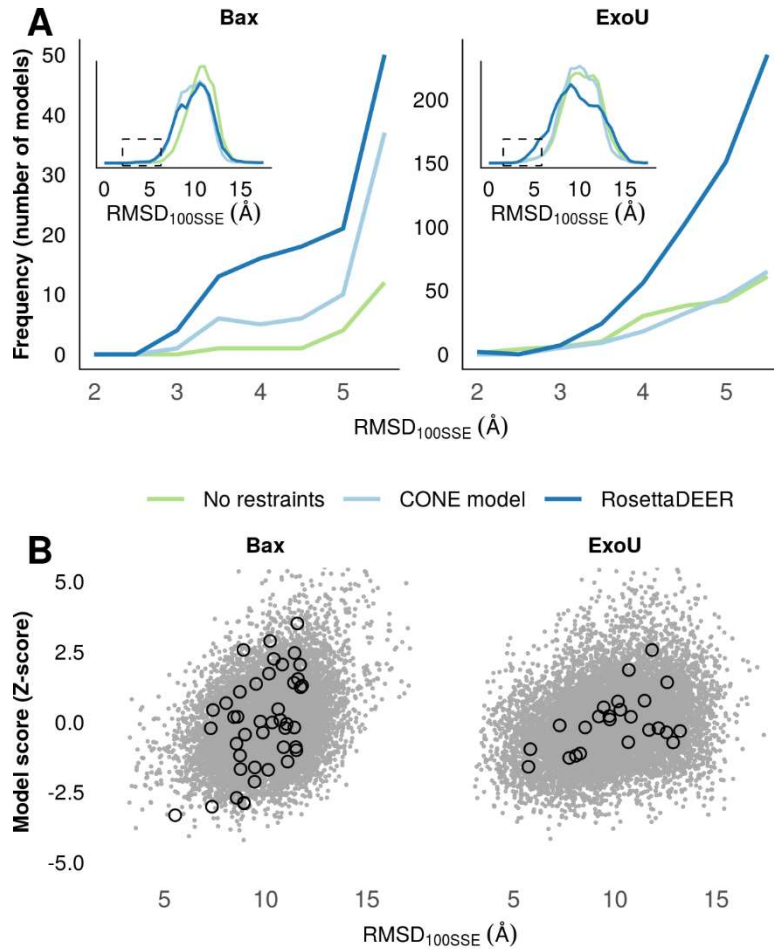 A
Bax
ExoU
Frequency (number of models)
50
40
30
20
10
0
0 5 10 15
RMSD100SSE (Å)
2 3 4 5
200
150
100
50
0
0 5 10 15
RMSD100SSE (Å)
2 3 4 5
RMSD100SSE (Å)
No restraints CONE model RosettaDEER
B
Bax
ExoU
Model score (Z-score)
5.0
2.5
0.0
-2.5
-5.0
5 10 15
5 10 15
RMSD100SSE (Å)